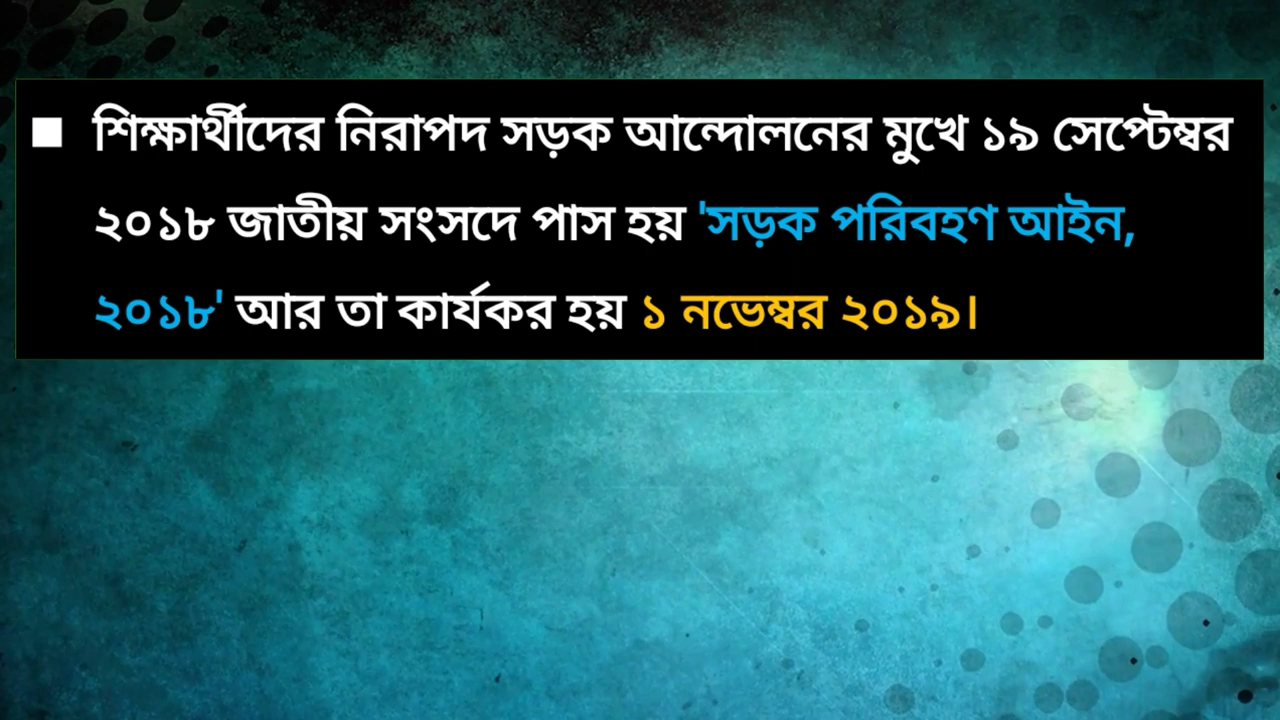 ■ শিক্ষার্থীদের নিরাপদ সড়ক আন্দোলনের মুখে ১৯ সেপ্টেম্বর
২০১৮ জাতীয় সংসদে পাস হয় 'সড়ক পরিবহণ আইন,
২০১৮' আর তা কার্যকর হয় ১ নভেম্বর ২০১৯।